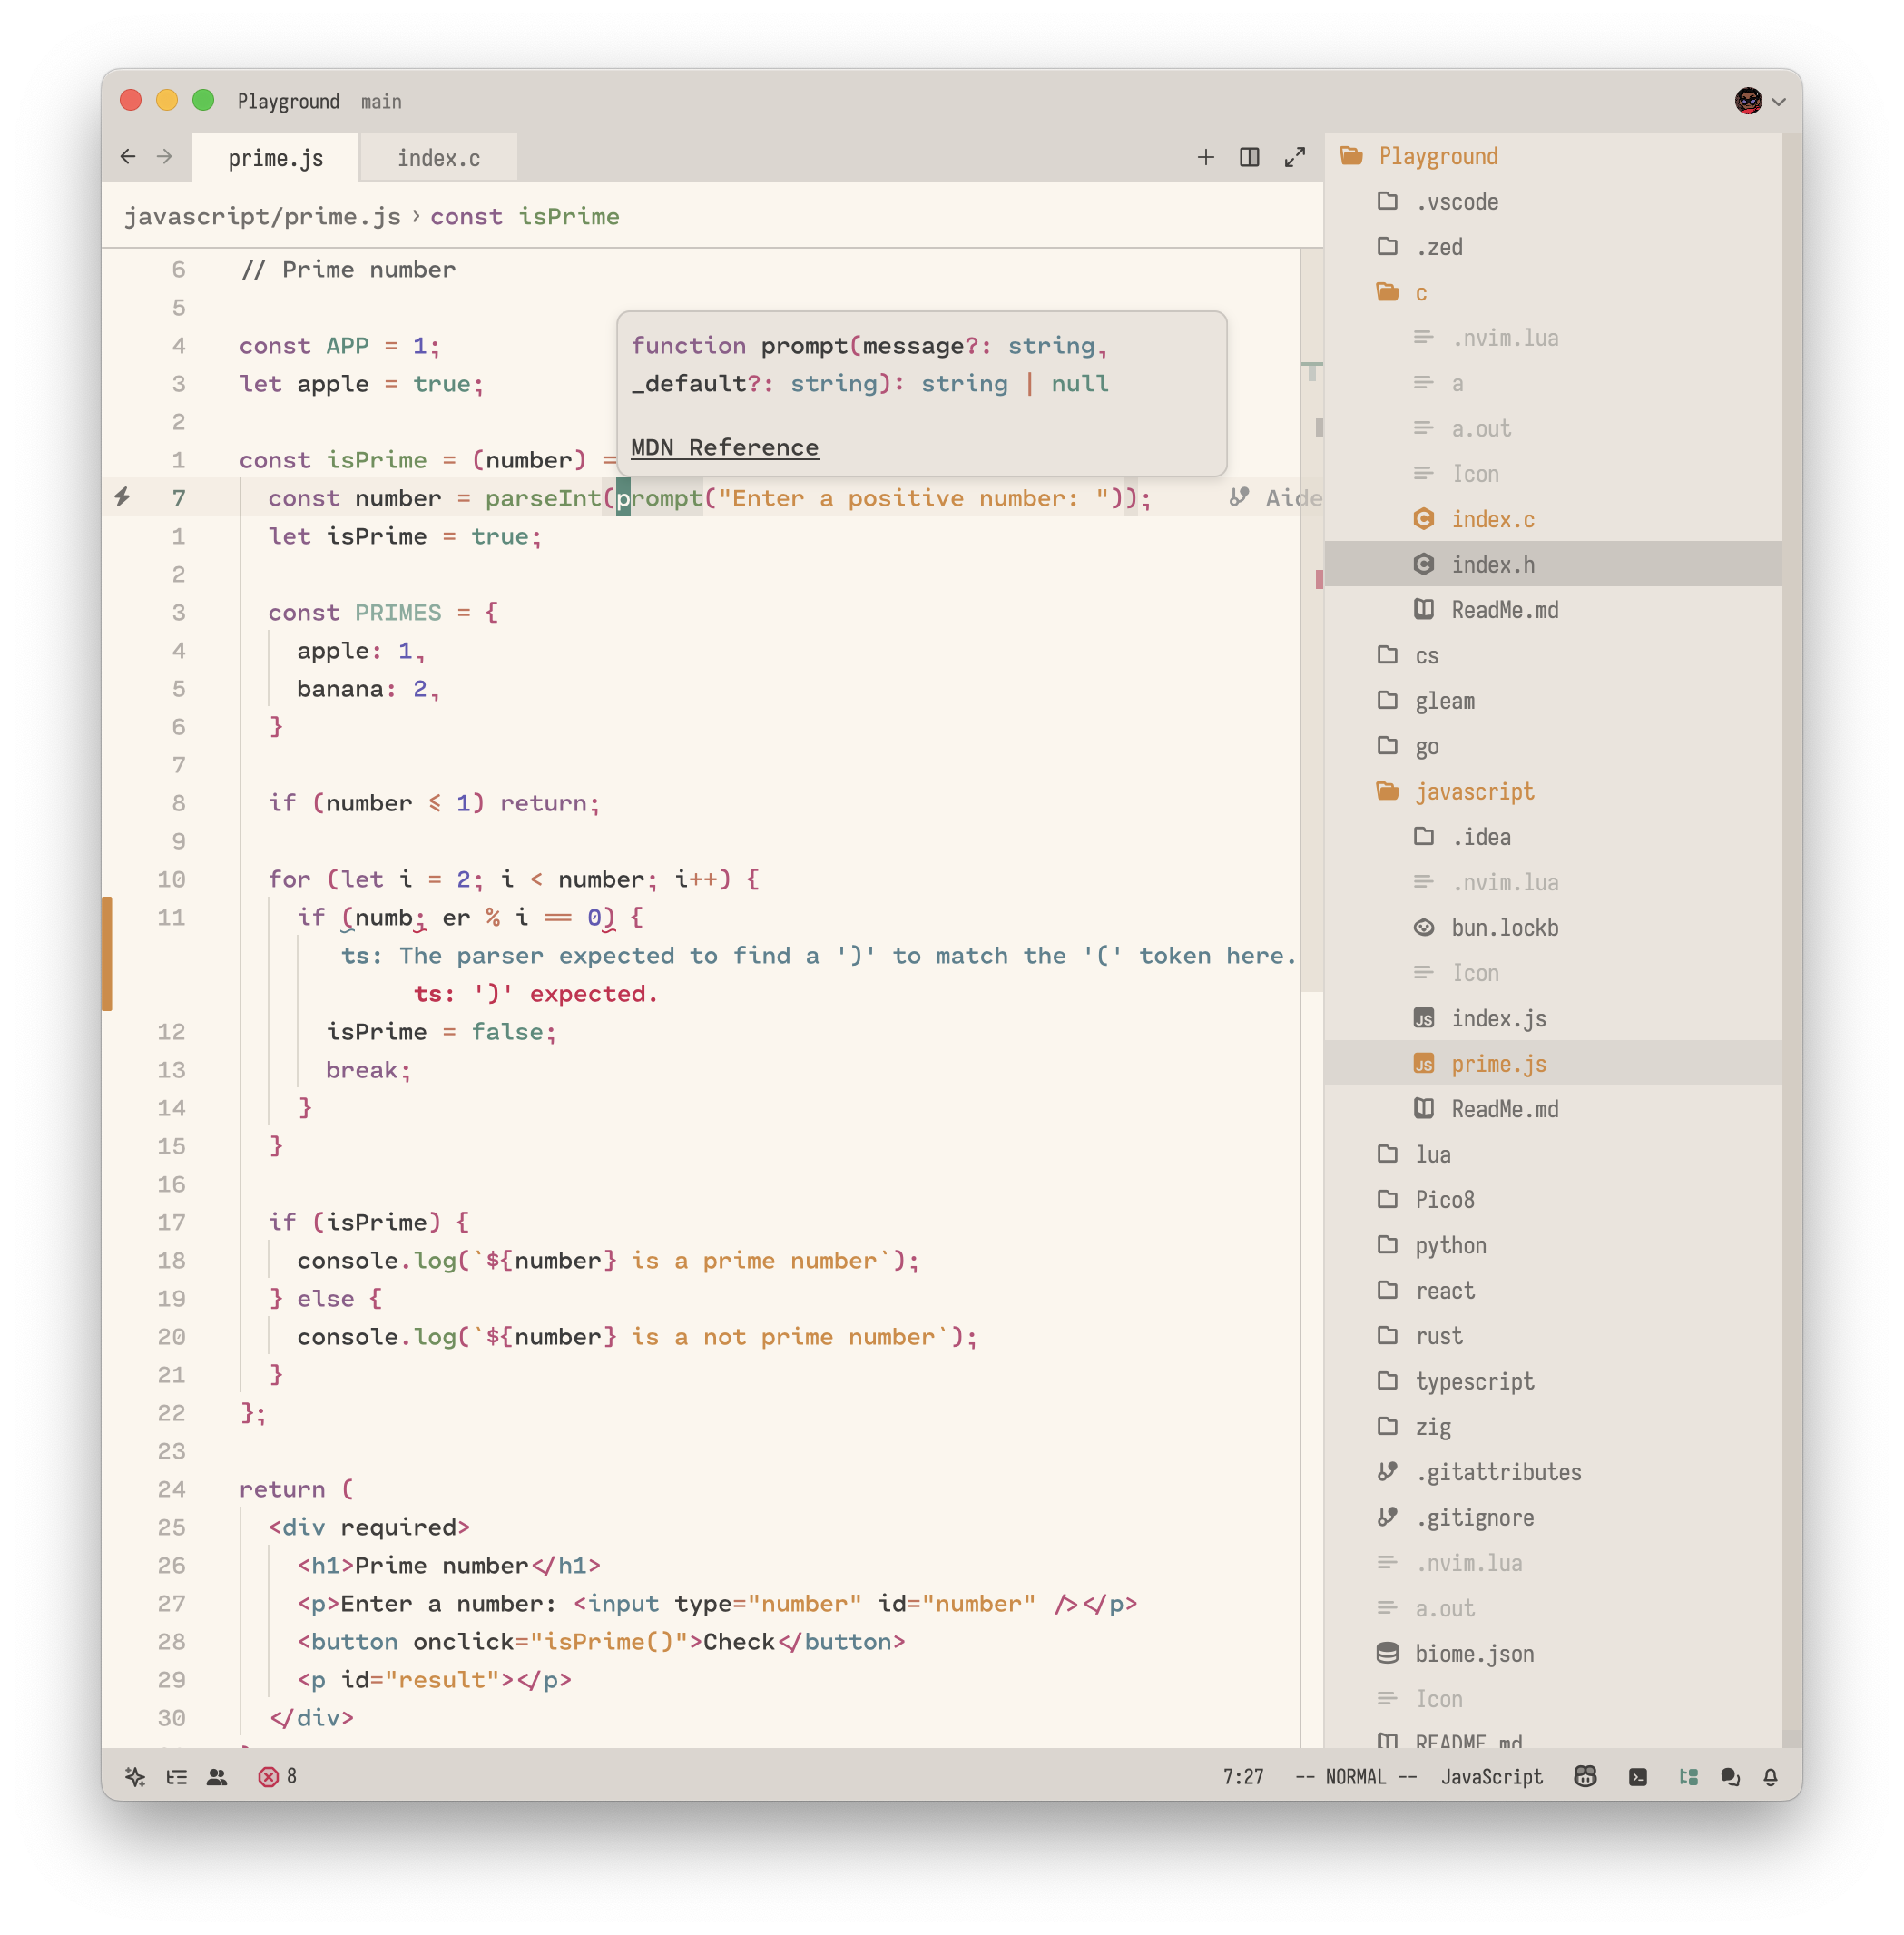 Playground main
prime.js index.c
javascript/prime.js › const isPrime
6 // Prime number
5
4 const APP = 1;
3 let apple = true;
2
1 const isPrime = (number) =
7 const number = parseInt(prompt("Enter a positive number: ")); Aide
1 let isPrime = true;
2
3 const PRIMES = {
4 apple: 1,
5 banana: 2,
6 }
7
8 if (number <= 1) return;
9
10 for (let i = 2; i < number; i++) {
11 if (numb; er % i == 0) {
ts: The parser expected to find a ')' to match the '(' token here.
ts: ')' expected.
12 isPrime = false;
13 break;
14 }
15 }
16
17 if (isPrime) {
18 console.log(`${number} is a prime number`);
19 } else {
20 console.log(`${number} is a not prime number`);
21 }
22 };
23
24 return (
25 <div required>
26 <h1>Prime number</h1>
27 <p>Enter a number: <input type="number" id="number" /></p>
28 <button onclick="isPrime()">Check</button>
29 <p id="result"></p>
30 </div>
function prompt(message?: string,
_default?: string): string | null
MDN Reference
Playground
.vscode
.zed
c
.nvim.lua
a
a.out
Icon
index.c
index.h
ReadMe.md
cs
gleam
go
javascript
.idea
.nvim.lua
bun.lockb
Icon
JS index.js
JS prime.js
ReadMe.md
lua
Pico8
python
react
rust
typescript
zig
.gitattributes
.gitignore
.nvim.lua
a.out
biome.json
Icon
README.md
8 7:27 -- NORMAL -- JavaScript